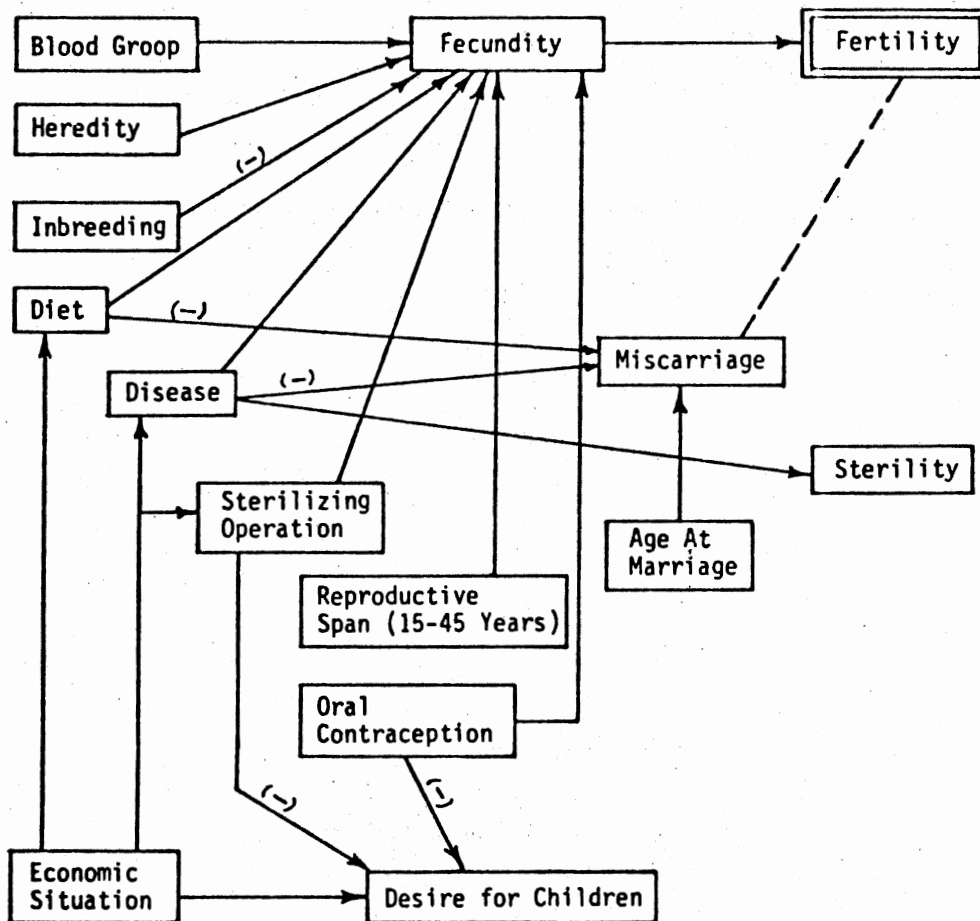 Blood Groop
Fecundity
Fertility
Heredity
(-)
Inbreeding
Diet
(-)
Miscarriage
Disease
(-)
Sterility
Sterilizing
Operation
Age At
Marriage
Reproductive
Span (15-45 Years)
Oral
Contraception
(-)
(-)
Economic
Situation
Desire for Children